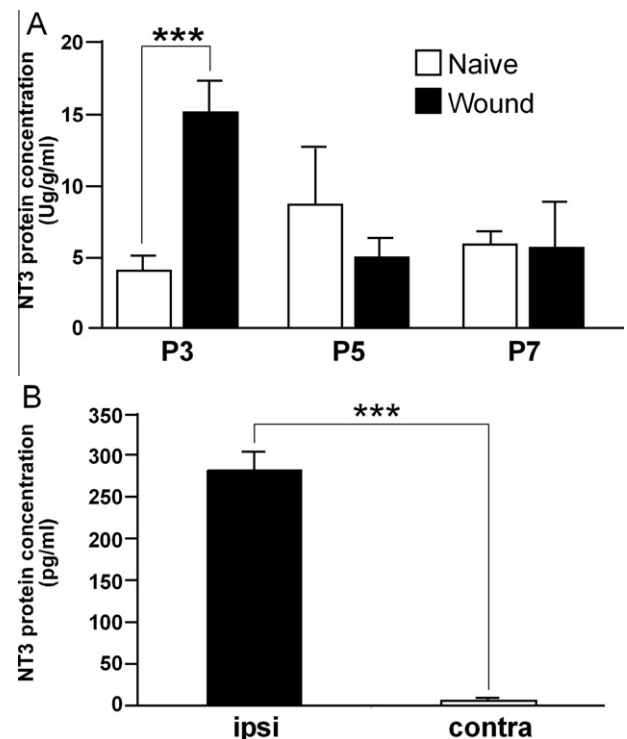 A
***
20
15
10
5
0
NT3 protein concentration
(Ug/g/ml)
Naive
Wound
P3 P5 P7
B
***
350
300
250
200
150
100
50
0
NT3 protein concentration
(pg/ml)
ipsi contra